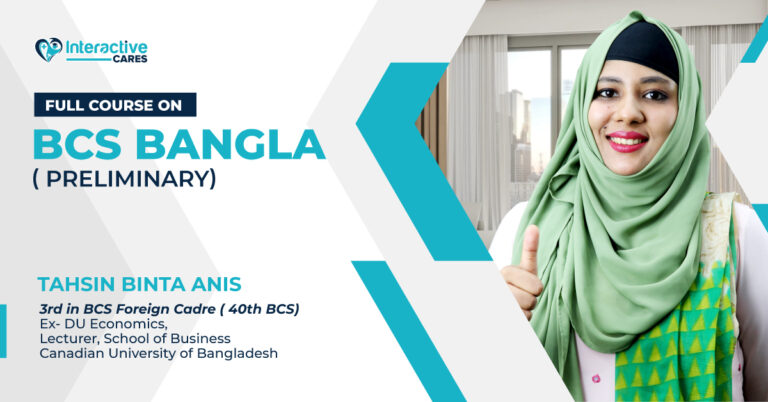 Interactive
CARES
FULL COURSE ON
BCS BANGLA
( PRELIMINARY)
TAHSIN BINTA ANIS
3rd in BCS Foreign Cadre ( 40th BCS)
Ex- DU Economics,
Lecturer, School of Business
Canadian University of Bangladesh